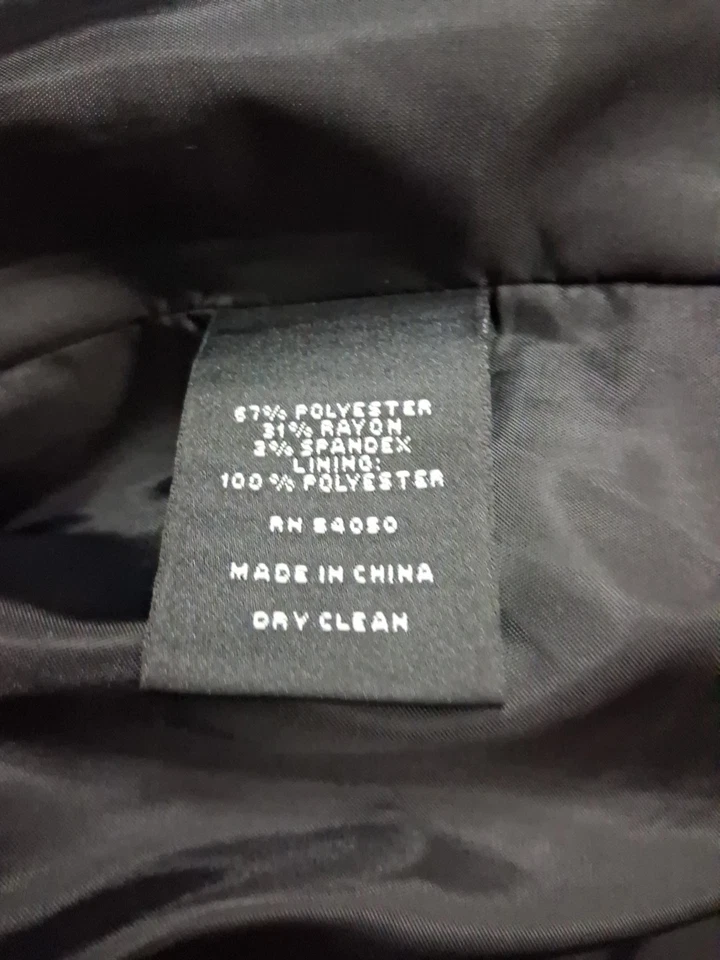 67% POLYESTER
31% RAYON
2% SPANDEX
LINING:
100% POLYESTER
RN 54050
MADE IN CHINA
DRY CLEAN